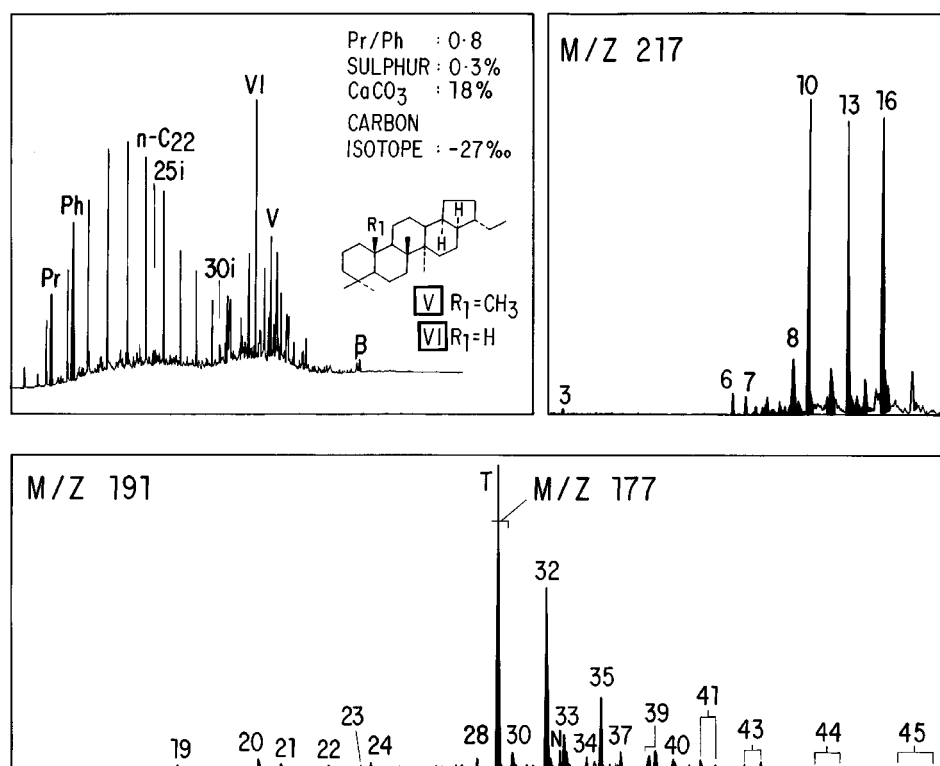 Pr/Ph : 0·8
SULPHUR : 0·3%
CaCO3 : 18%
CARBON
ISOTOPE : -27‰
VI
n-C22
25i
Ph
V
Pr
30i
B
R1
H
H
V R1=CH3
VI R1=H
M/Z 217
10
13
16
8
6
7
3
M/Z 191
T
M/Z 177
32
35
41
23
33
39
19
20
21
22
24
28
30
N
34
37
40
43
44
45